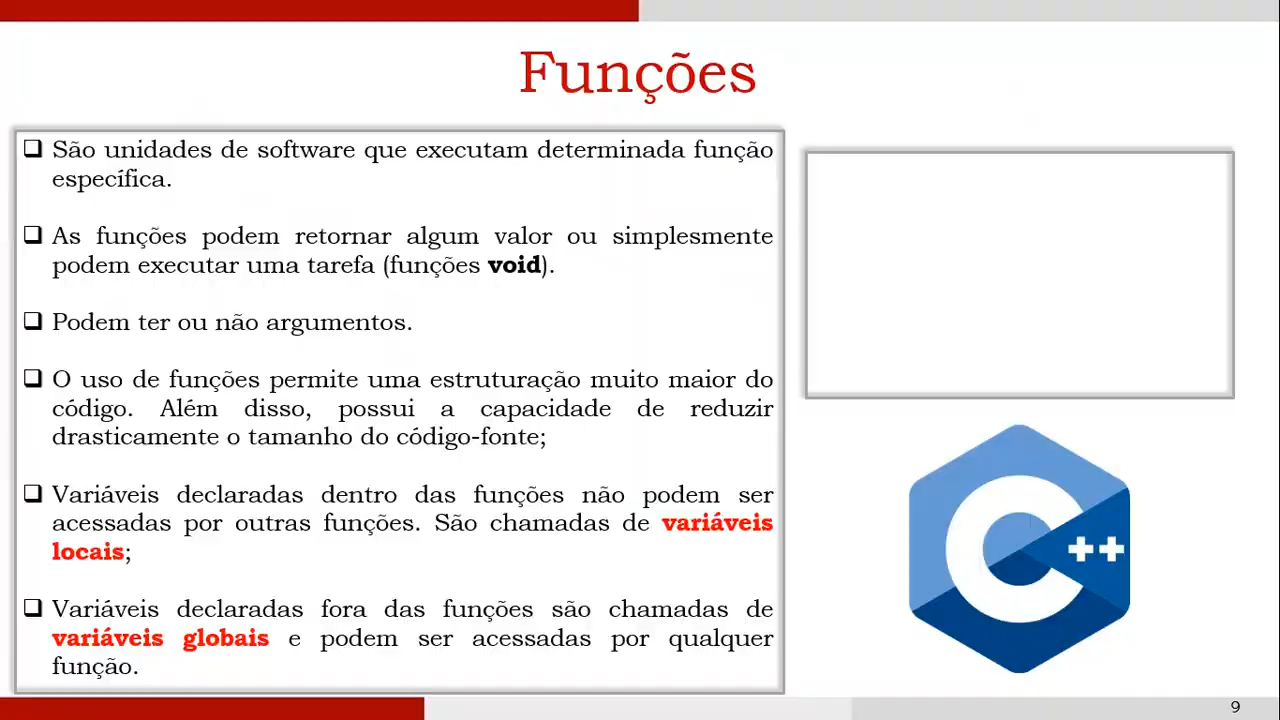 Funções
❑ São unidades de software que executam determinada função
específica.
❑ As funções podem retornar algum valor ou simplesmente
podem executar uma tarefa (funções void).
❑ Podem ter ou não argumentos.
❑ O uso de funções permite uma estruturação muito maior do
código. Além disso, possui a capacidade de reduzir
drasticamente o tamanho do código-fonte;
❑ Variáveis declaradas dentro das funções não podem ser
acessadas por outras funções. São chamadas de variáveis
locais;
❑ Variáveis declaradas fora das funções são chamadas de
variáveis globais e podem ser acessadas por qualquer
função.
C++
9